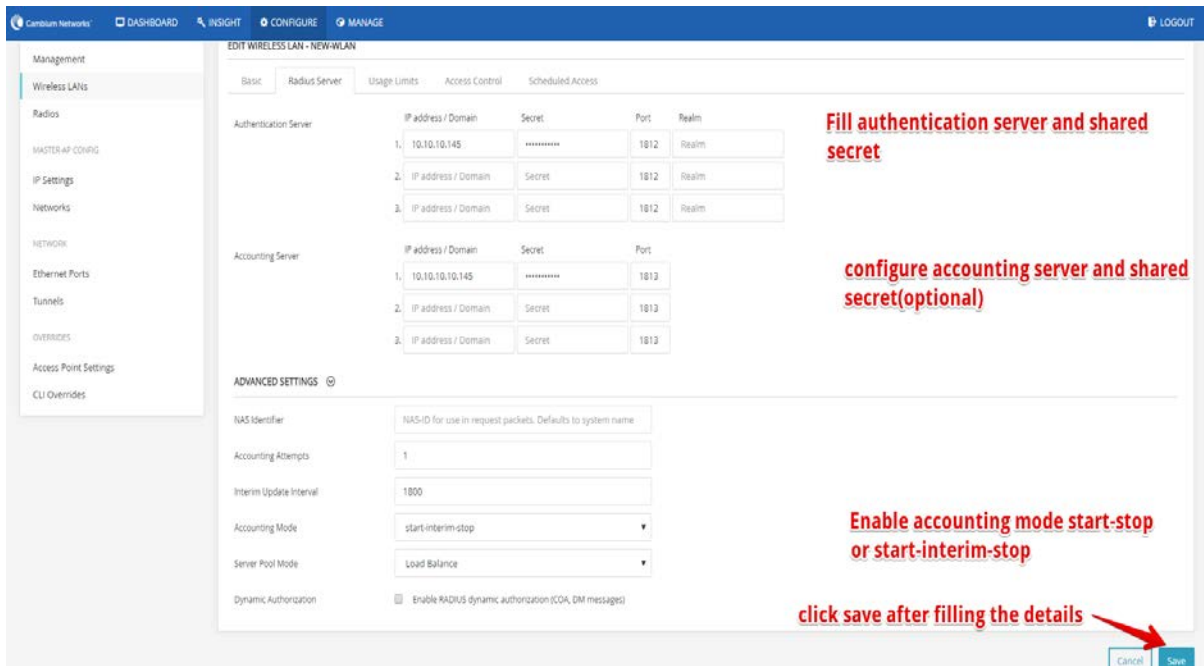 Cambium Networks DASHBOARD INSIGHT CONFIGURE MANAGE LOGOUT
EDIT WIRELESS LAN - NEW-WLAN
Management
Wireless LANs
Radios
MASTER-AP CONFIG
IP Settings
Networks
NETWORK
Ethernet Ports
Tunnels
OVERRIDES
Access Point Settings
CLI Overrides
Basic Radius Server Usage Limits Access Control Scheduled Access
Authentication Server
IP address / Domain Secret Port Realm
1. 10.10.10.145 ••••••••••• 1812 Realm
2. IP address / Domain Secret 1812 Realm
3. IP address / Domain Secret 1812 Realm
Fill authentication server and shared
secret
Accounting Server
IP address / Domain Secret Port
1. 10.10.10.10.145 ••••••••••• 1813
2. IP address / Domain Secret 1813
3. IP address / Domain Secret 1813
configure accounting server and shared
secret(optional)
ADVANCED SETTINGS
NAS Identifier NAS-ID for use in request packets. Defaults to system name
Accounting Attempts 1
Interim Update Interval 1800
Accounting Mode start-interim-stop
Server Pool Mode Load Balance
Dynamic Authorization Enable RADIUS dynamic authorization (COA, DM messages)
Enable accounting mode start-stop
or start-interim-stop
click save after filling the details
Cancel Save